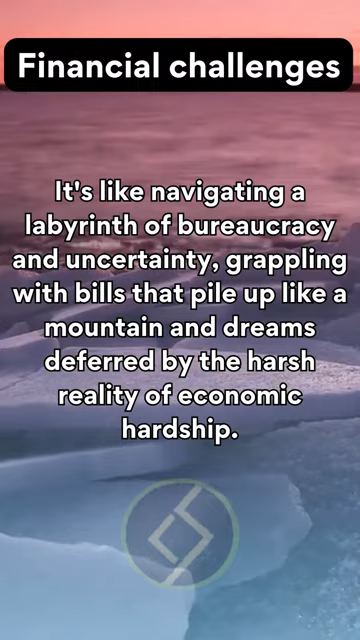 Financial challenges
It's like navigating a
labyrinth of bureaucracy
and uncertainty, grappling
with bills that pile up like a
mountain and dreams
deferred by the harsh
reality of economic
hardship.